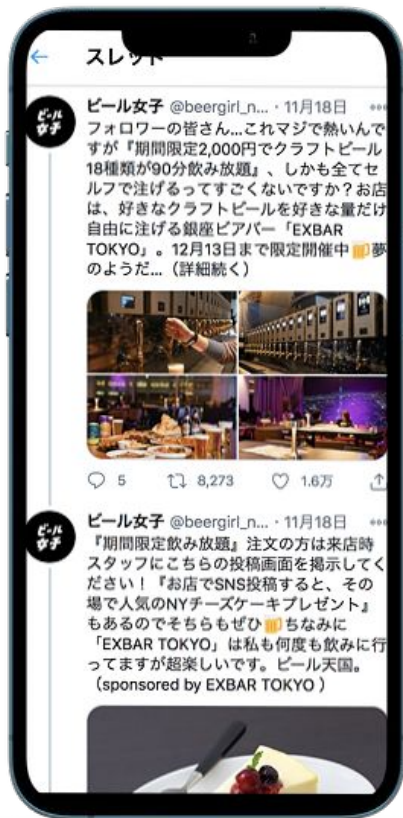 スレッド
ビール女子 @beergirl_n... · 11月18日
フォロワーの皆さん...これマジで熱いんで
すが『期間限定2,000円でクラフトビール
18種類が90分飲み放題』、しかも全てセ
ルフで注げるってすごくないですか？お店
は、好きなクラフトビールを好きな量だけ
自由に注げる銀座ビアバー「EXBAR
TOKYO」。12月13日まで限定開催中🍻夢
のようだ...（詳細続く）
5 8,273 1.6万
ビール女子 @beergirl_n... · 11月18日
『期間限定飲み放題』注文の方は来店時
スタッフにこちらの投稿画面を掲示してく
ださい！『お店でSNS投稿すると、その
場で人気のNYチーズケーキプレゼント』
もあるのでそちらもぜひ🍻ちなみに
「EXBAR TOKYO」は私も何度も飲みに行
ってますが超楽しいです。ビール天国。
（sponsored by EXBAR TOKYO ）
ビール
女子
ビール
女子